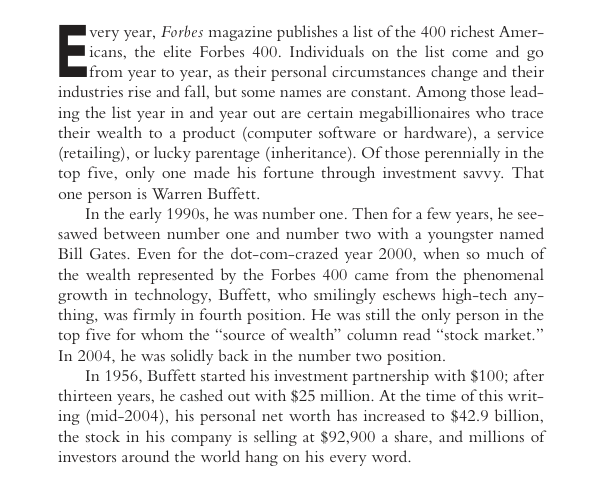 Every year, Forbes magazine publishes a list of the 400 richest Amer-
icans, the elite Forbes 400. Individuals on the list come and go
from year to year, as their personal circumstances change and their
industries rise and fall, but some names are constant. Among those lead-
ing the list year in and year out are certain megabillionaires who trace
their wealth to a product (computer software or hardware), a service
(retailing), or lucky parentage (inheritance). Of those perennially in the
top five, only one made his fortune through investment savvy. That
one person is Warren Buffett.
In the early 1990s, he was number one. Then for a few years, he see-
sawed between number one and number two with a youngster named
Bill Gates. Even for the dot-com-crazed year 2000, when so much of
the wealth represented by the Forbes 400 came from the phenomenal
growth in technology, Buffett, who smilingly eschews high-tech any-
thing, was firmly in fourth position. He was still the only person in the
top five for whom the “source of wealth” column read “stock market.”
In 2004, he was solidly back in the number two position.
In 1956, Buffett started his investment partnership with $100; after
thirteen years, he cashed out with $25 million. At the time of this writ-
ing (mid-2004), his personal net worth has increased to $42.9 billion,
the stock in his company is selling at $92,900 a share, and millions of
investors around the world hang on his every word.